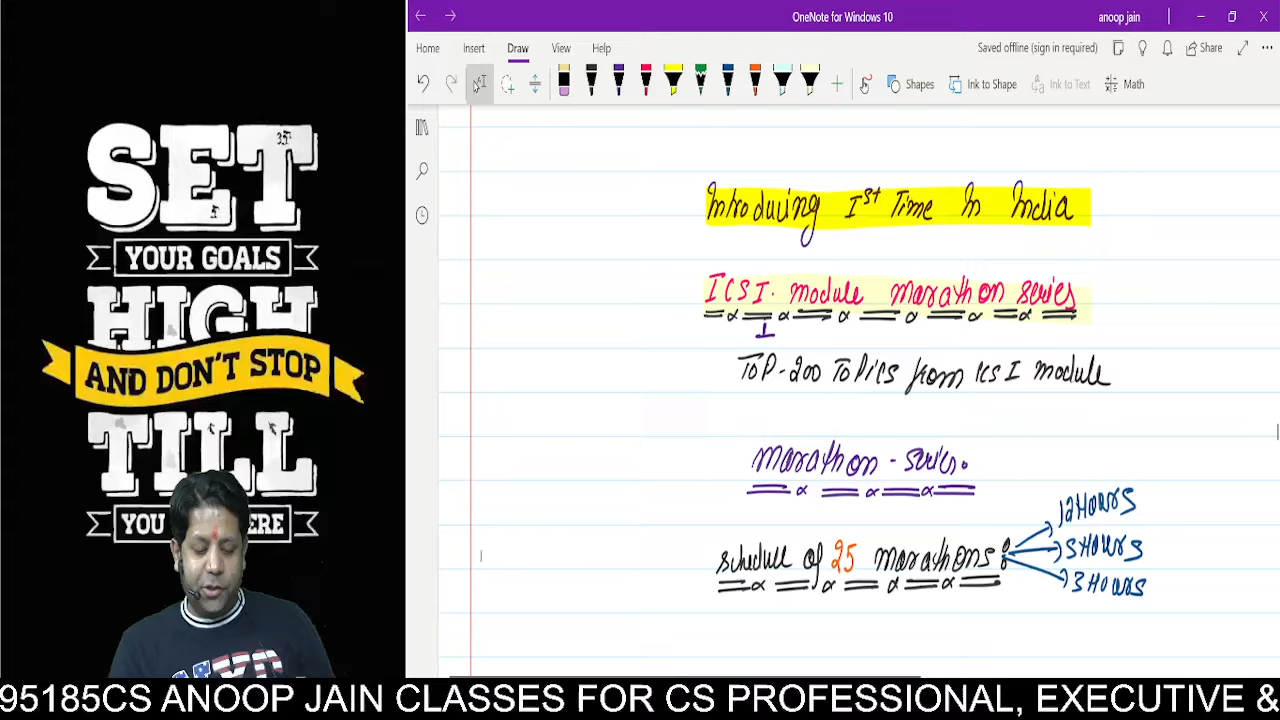 SET
YOUR GOALS
HIGH
AND DON'T STOP
TILL
YOU ERE
OneNote for Windows 10
anoop jain
Home Insert Draw View Help
Saved offline (sign in required)
Share
Shapes
Ink to Shape
Ink to Text
Math
Introducing Ist Time In India
ICSI. module marathon series
I
TOP-200 TOPICS from ICSI module
marathon - series.
schedule of 25 marathons:
12 HOURS
5 HOURS
3 HOURS
95185CS ANOOP JAIN CLASSES FOR CS PROFESSIONAL, EXECUTIVE &